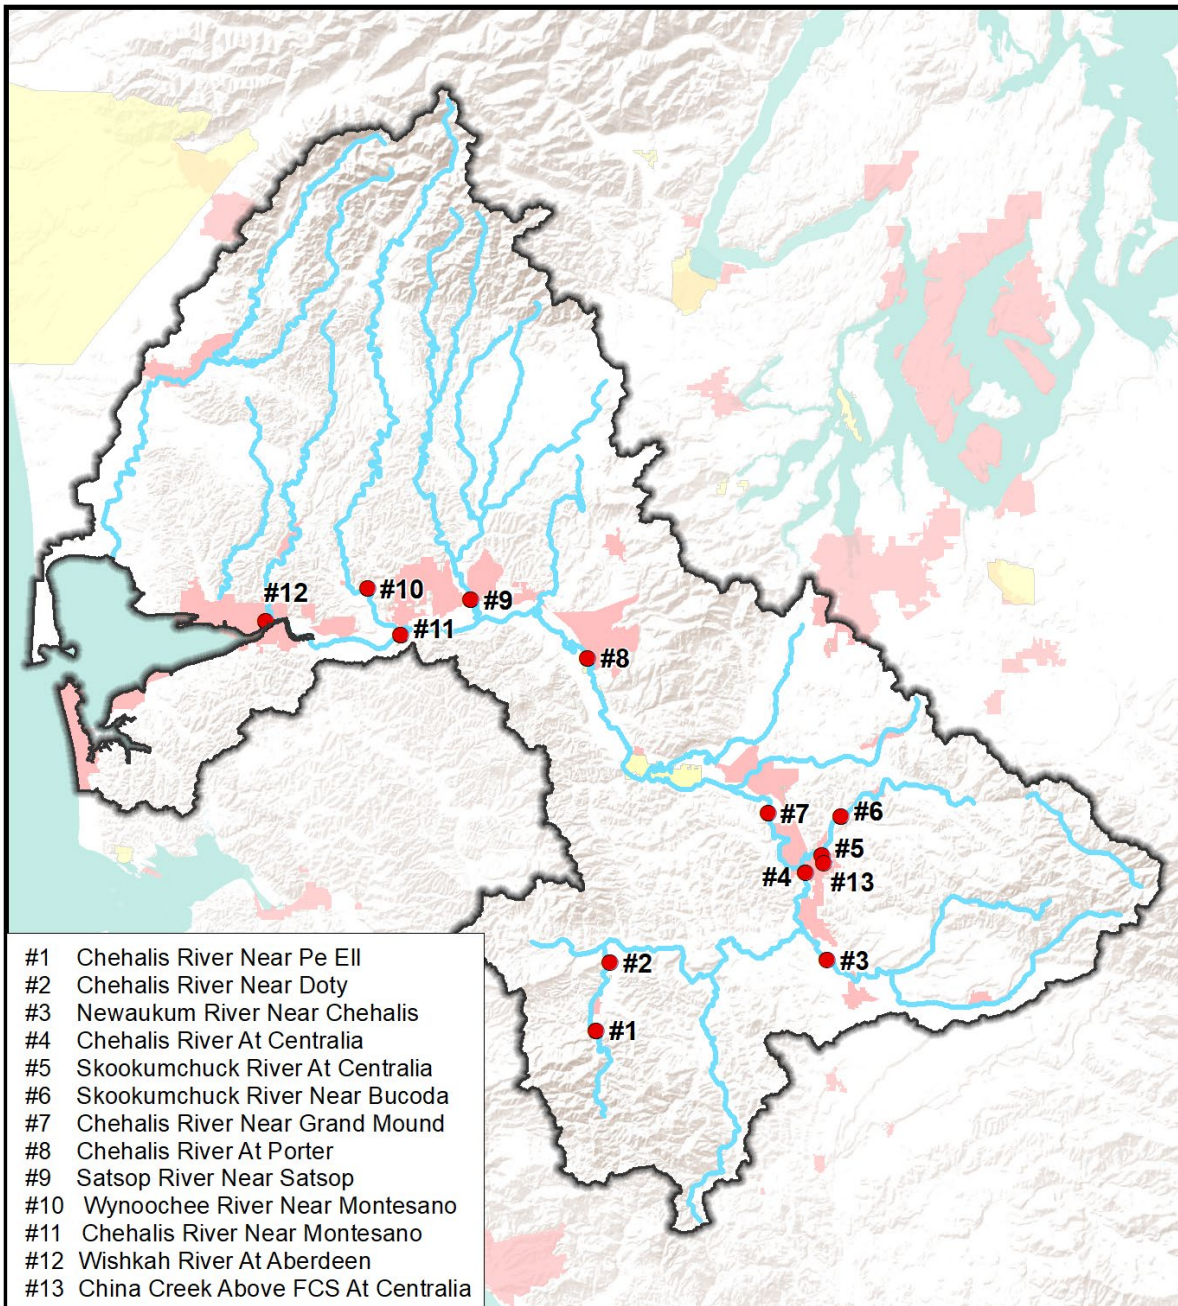 #12
#10
#9
#11
#8
#7
#6
#5
#4
#13
#3
#2
#1
#1 Chehalis River Near Pe Ell
#2 Chehalis River Near Doty
#3 Newaukum River Near Chehalis
#4 Chehalis River At Centralia
#5 Skookumchuck River At Centralia
#6 Skookumchuck River Near Bucoda
#7 Chehalis River Near Grand Mound
#8 Chehalis River At Porter
#9 Satsop River Near Satsop
#10 Wynoochee River Near Montesano
#11 Chehalis River Near Montesano
#12 Wishkah River At Aberdeen
#13 China Creek Above FCS At Centralia